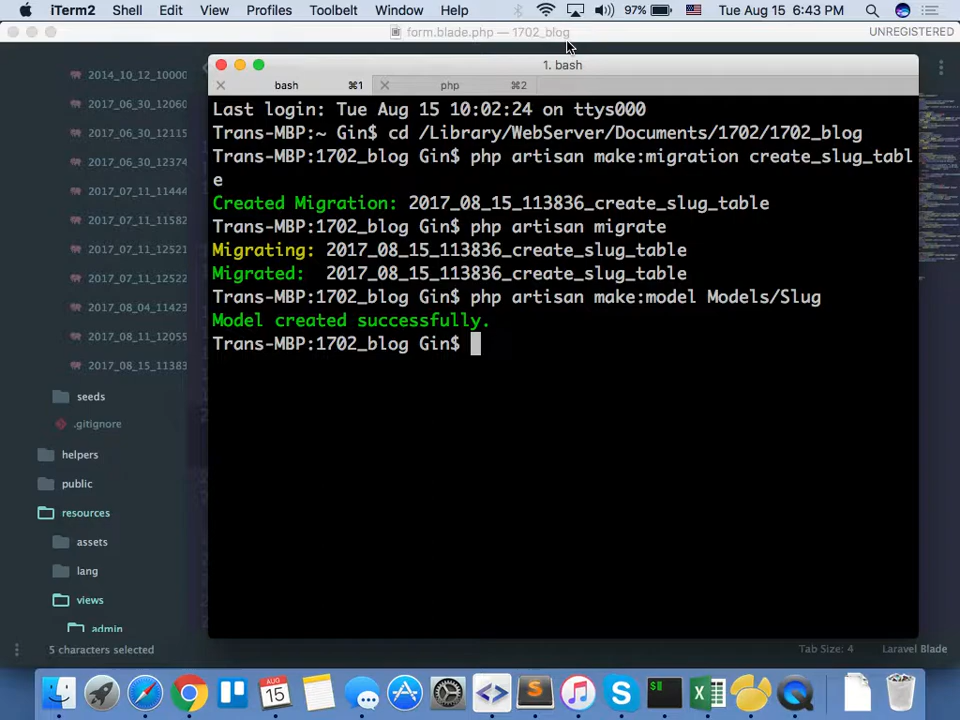 iTerm2 Shell Edit View Profiles Toolbelt Window Help 97% Tue Aug 15 6:43 PM
form.blade.php — 1702_blog UNREGISTERED
1. bash
bash ⌘1 php ⌘2
Last login: Tue Aug 15 10:02:24 on ttys000
Trans-MBP:~ Gin$ cd /Library/WebServer/Documents/1702/1702_blog
Trans-MBP:1702_blog Gin$ php artisan make:migration create_slug_tabl
e
Created Migration: 2017_08_15_113836_create_slug_table
Trans-MBP:1702_blog Gin$ php artisan migrate
Migrating: 2017_08_15_113836_create_slug_table
Migrated:  2017_08_15_113836_create_slug_table
Trans-MBP:1702_blog Gin$ php artisan make:model Models/Slug
Model created successfully.
Trans-MBP:1702_blog Gin$
2014_10_12_10000
2017_06_30_12060
2017_06_30_12115
2017_06_30_12374
2017_07_11_11444
2017_07_11_11582
2017_07_11_12521
2017_07_11_12522
2017_08_04_11423
2017_08_11_12055
2017_08_15_11383
seeds
.gitignore
helpers
public
resources
assets
lang
views
admin
5 characters selected Tab Size: 4 Laravel Blade
AUG
15